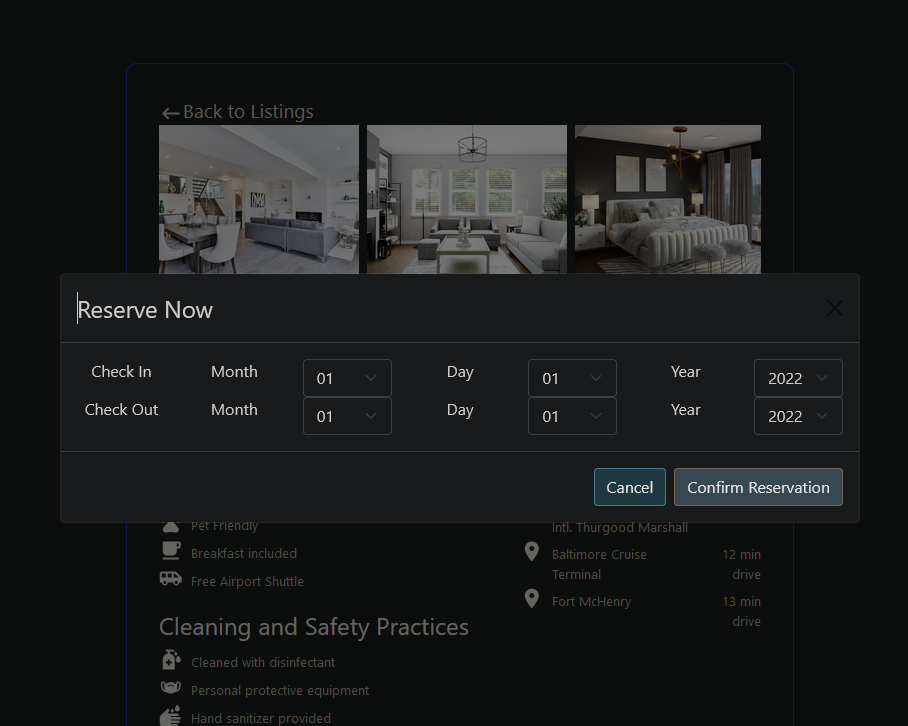 Back to Listings
Reserve Now
Check In Month 01 Day 01 Year 2022
Check Out Month 01 Day 01 Year 2022
Cancel Confirm Reservation
Pet Friendly
Breakfast included
Free Airport Shuttle
Intl. Thurgood Marshall
Baltimore Cruise 12 min
Terminal drive
Fort McHenry 13 min
drive
Cleaning and Safety Practices
Cleaned with disinfectant
Personal protective equipment
Hand sanitizer provided